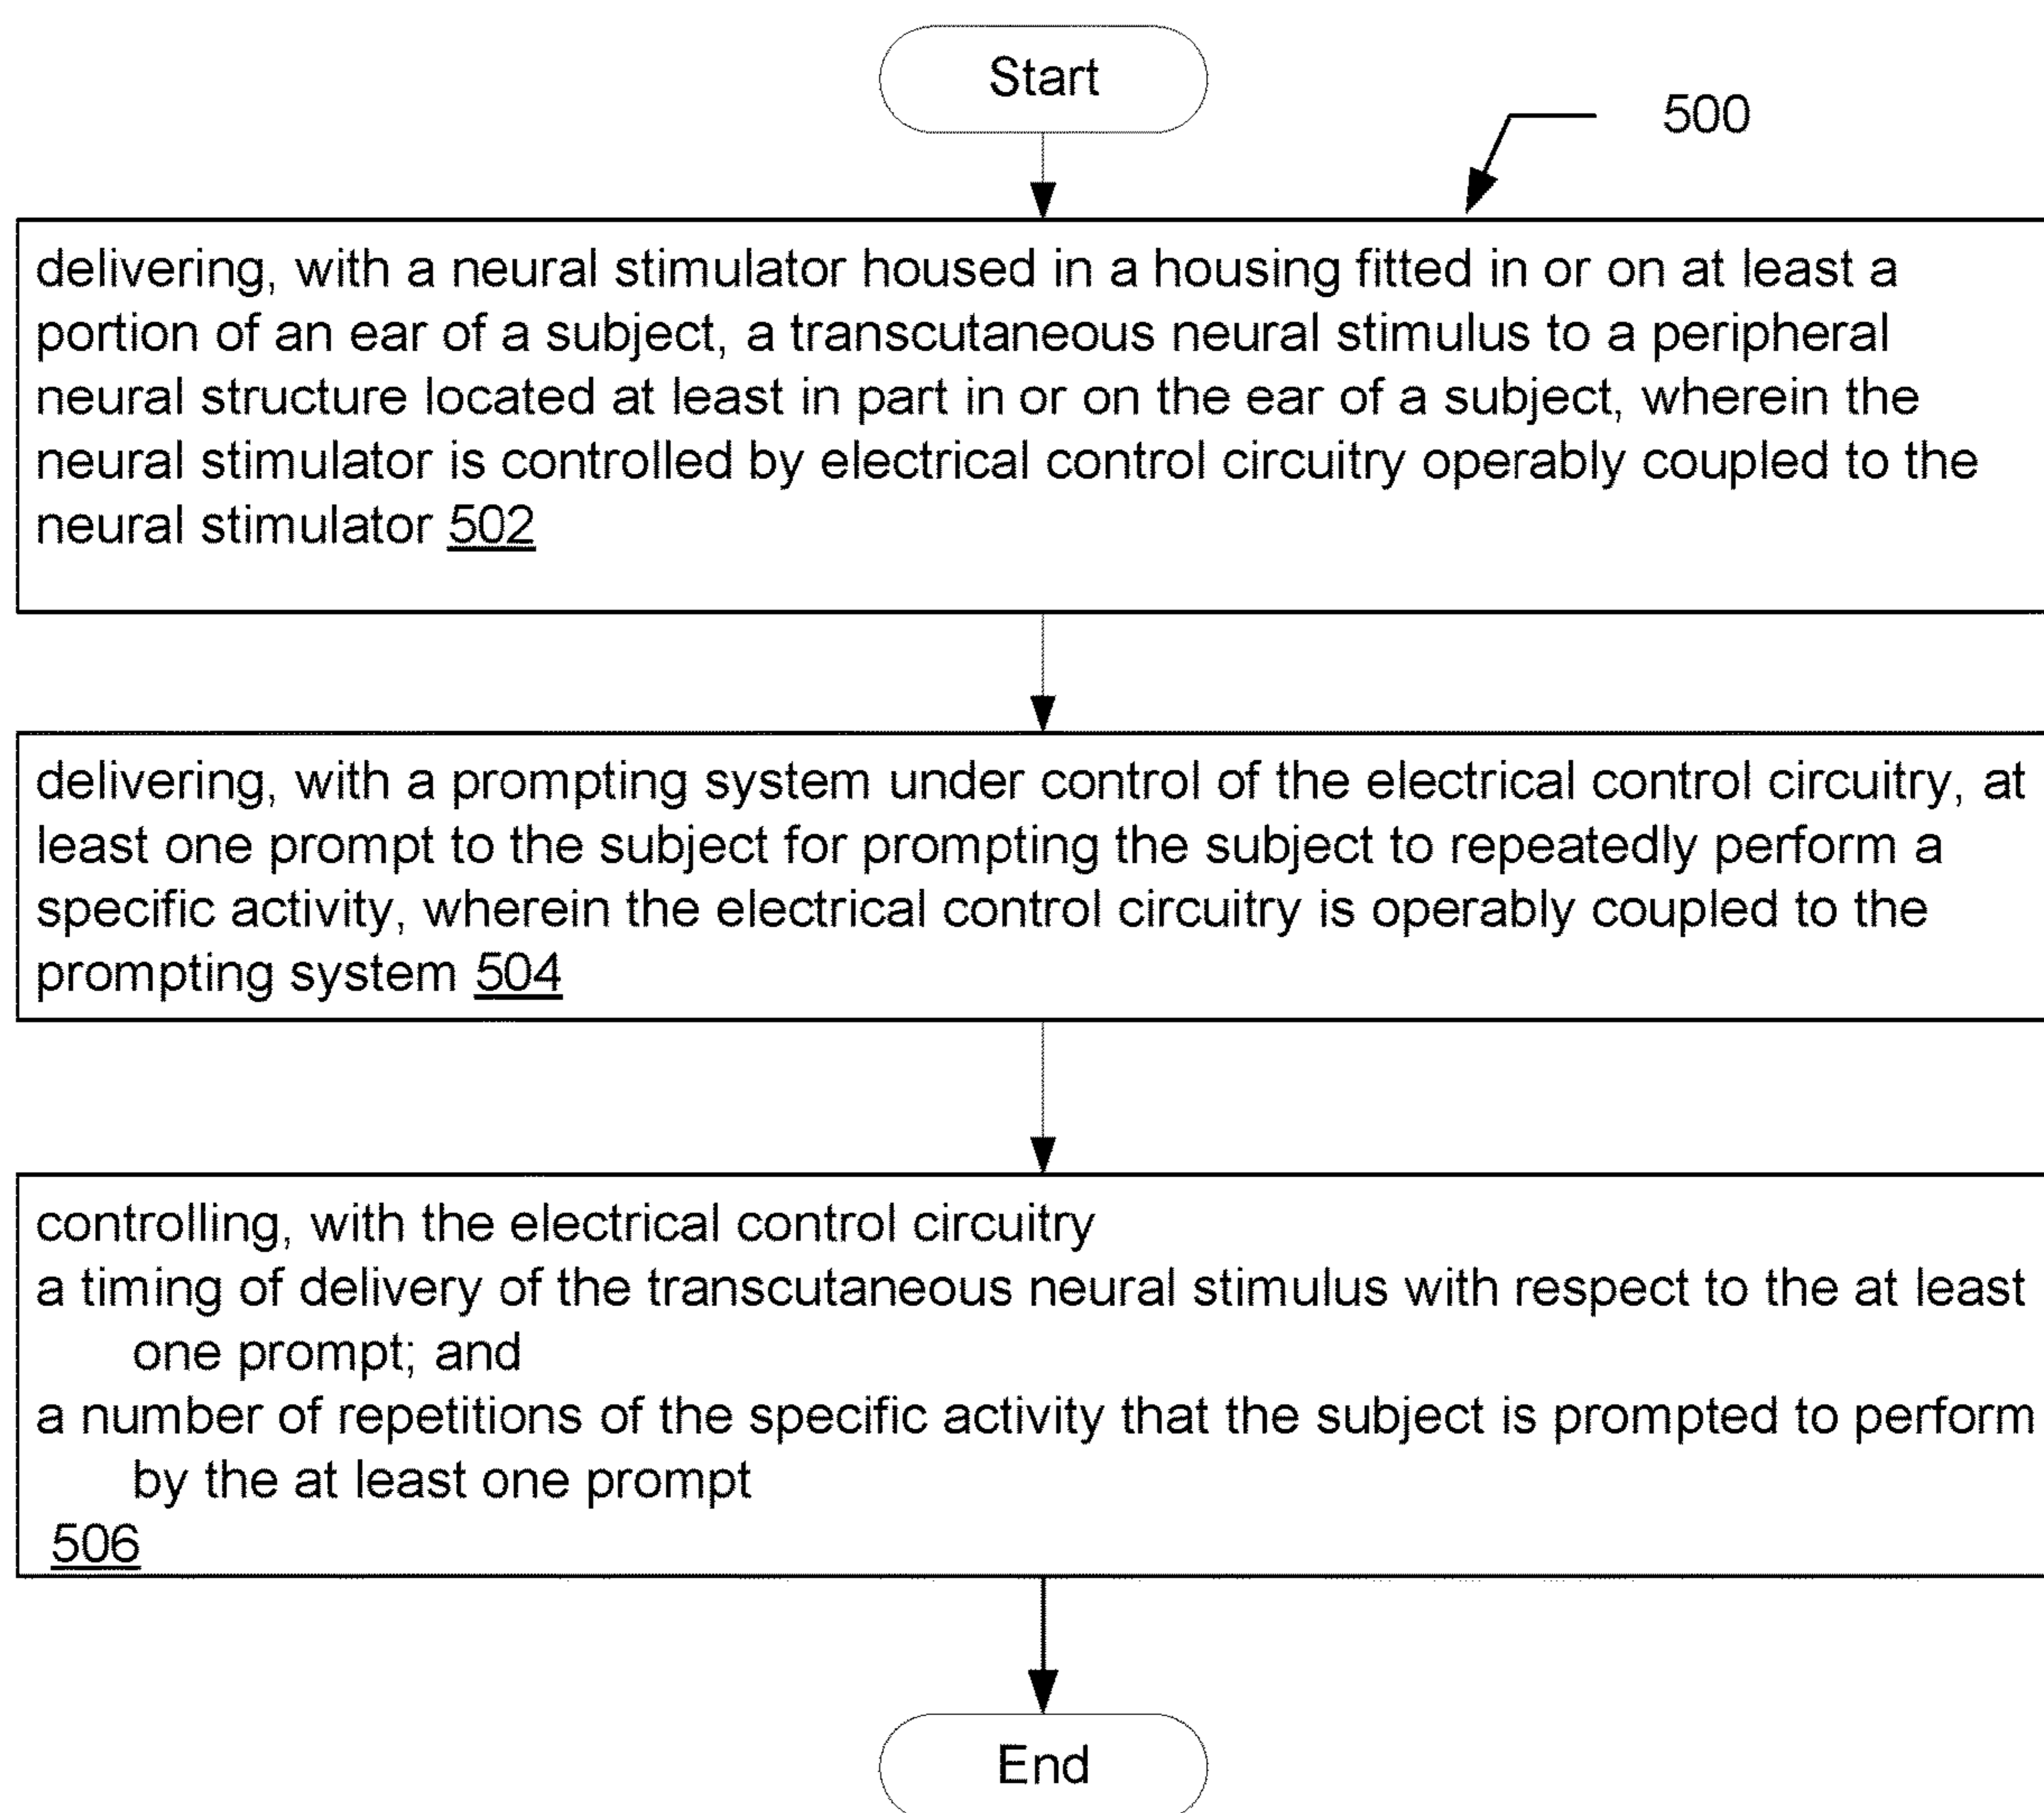 Start
500
delivering, with a neural stimulator housed in a housing fitted in or on at least a
portion of an ear of a subject, a transcutaneous neural stimulus to a peripheral
neural structure located at least in part in or on the ear of a subject, wherein the
neural stimulator is controlled by electrical control circuitry operably coupled to the
neural stimulator 502
delivering, with a prompting system under control of the electrical control circuitry, at
least one prompt to the subject for prompting the subject to repeatedly perform a
specific activity, wherein the electrical control circuitry is operably coupled to the
prompting system 504
controlling, with the electrical control circuitry
a timing of delivery of the transcutaneous neural stimulus with respect to the at least
one prompt; and
a number of repetitions of the specific activity that the subject is prompted to perform
by the at least one prompt
506
End